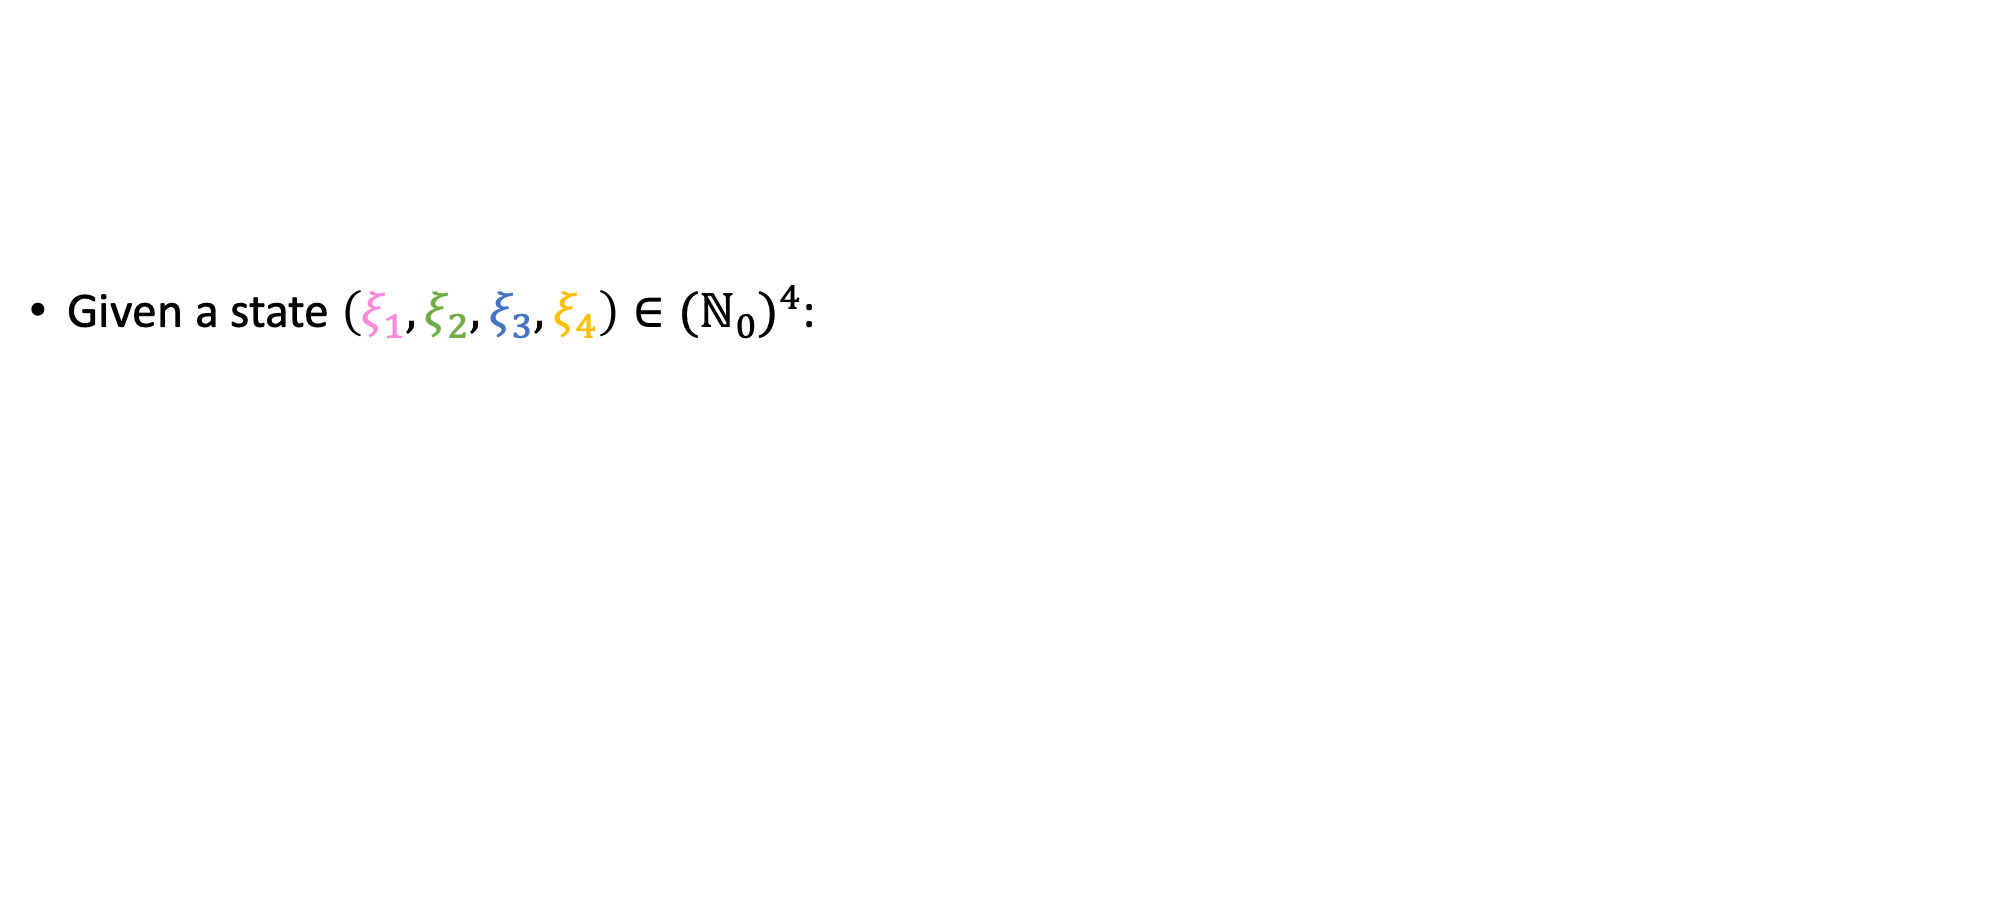 • Given a state (ξ₁, ξ₂, ξ₃, ξ₄) ∈ (ℕ₀)⁴: